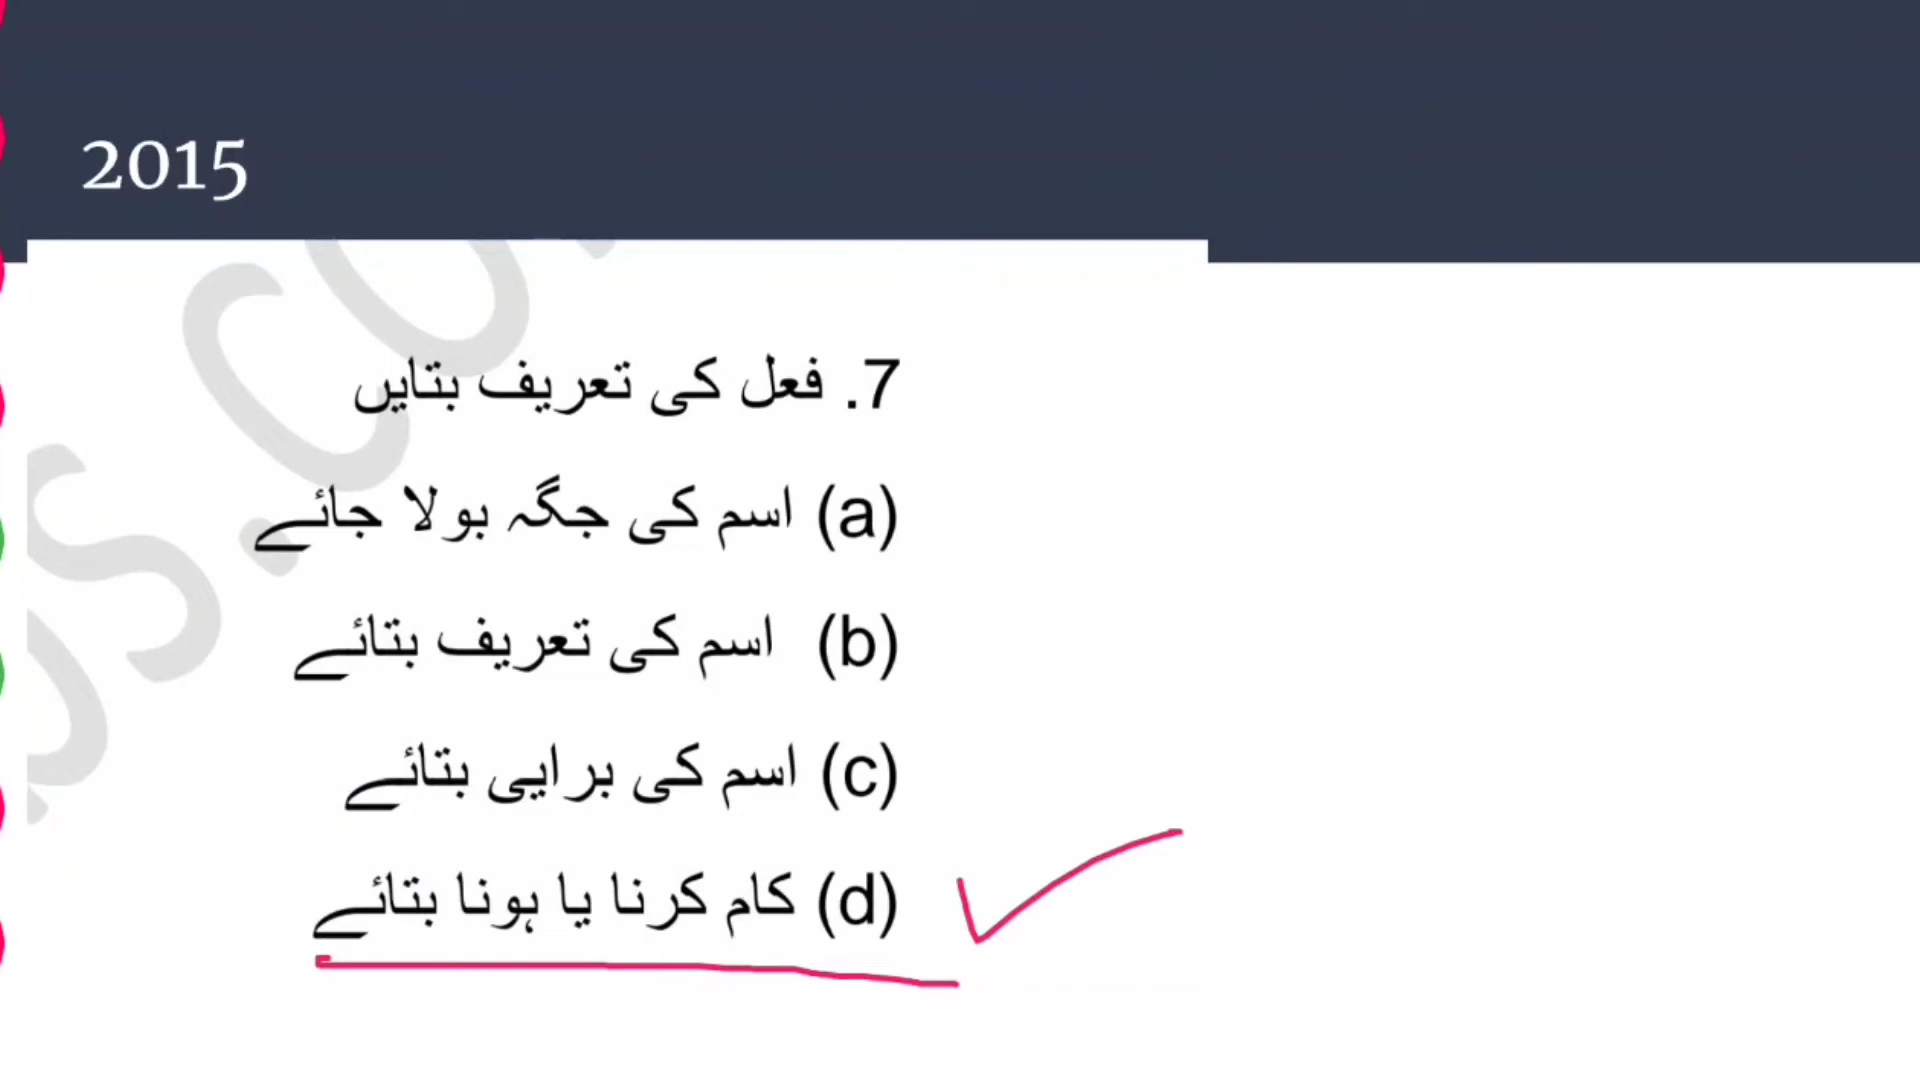 2015
7. فعل کی تعریف بتایں
(a) اسم کی جگہ بولا جائے
(b) اسم کی تعریف بتائے
(c) اسم کی برایی بتائے
(d) کام کرنا یا ہونا بتائے